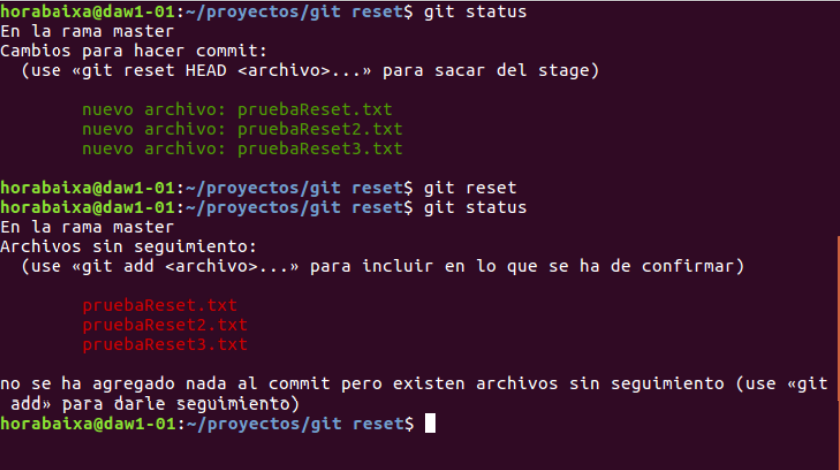 horabaixa@daw1-01:~/proyectos/git reset$ git status
En la rama master
Cambios para hacer commit:
  (use «git reset HEAD <archivo>...» para sacar del stage)
        nuevo archivo: pruebaReset.txt
        nuevo archivo: pruebaReset2.txt
        nuevo archivo: pruebaReset3.txt
horabaixa@daw1-01:~/proyectos/git reset$ git reset
horabaixa@daw1-01:~/proyectos/git reset$ git status
En la rama master
Archivos sin seguimiento:
  (use «git add <archivo>...» para incluir en lo que se ha de confirmar)
        pruebaReset.txt
        pruebaReset2.txt
        pruebaReset3.txt
no se ha agregado nada al commit pero existen archivos sin seguimiento (use «git
 add» para darle seguimiento)
horabaixa@daw1-01:~/proyectos/git reset$